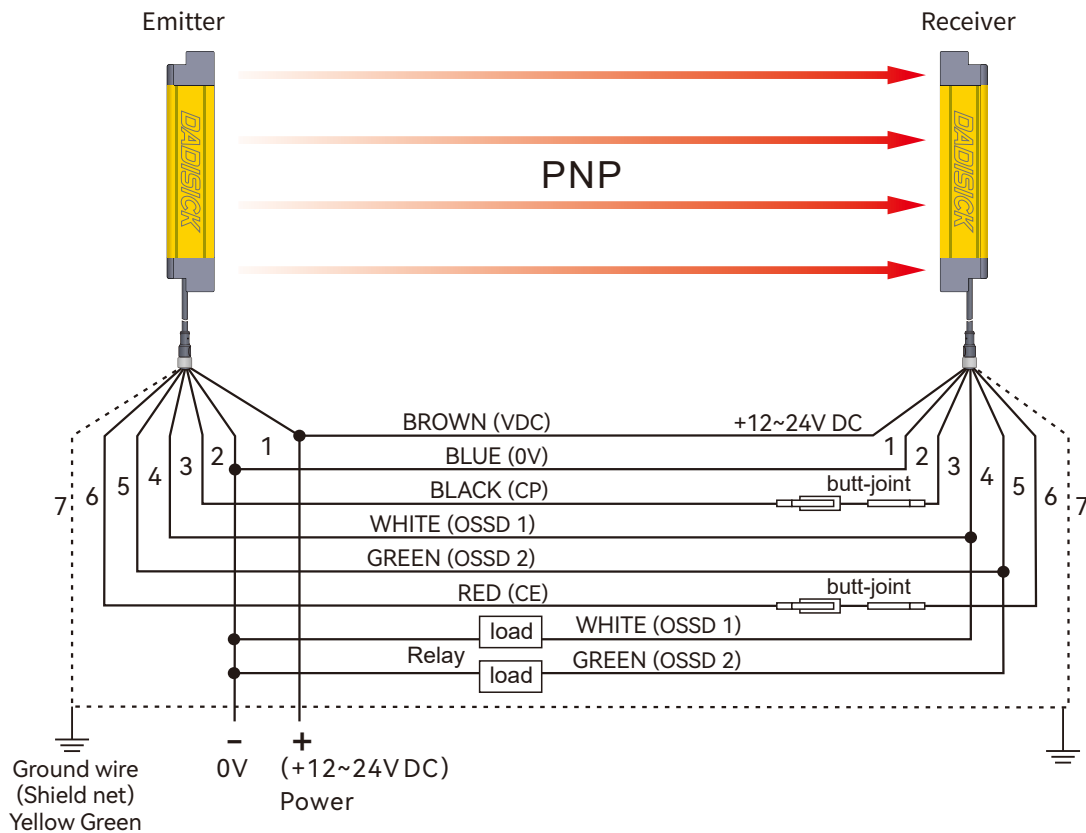 Emitter
Receiver
DADISICK
DADISICK
PNP
BROWN (VDC)
+12~24V DC
1
1
BLUE (0V)
2
2
butt-joint
3
BLACK (CP)
3
4
WHITE (OSSD 1)
4
5
GREEN (OSSD 2)
5
6
6
7
7
butt-joint
RED (CE)
load
WHITE (OSSD 1)
Relay
load
GREEN (OSSD 2)
-
+
0V
(+12~24V DC)
Power
Ground wire
(Shield net)
Yellow Green